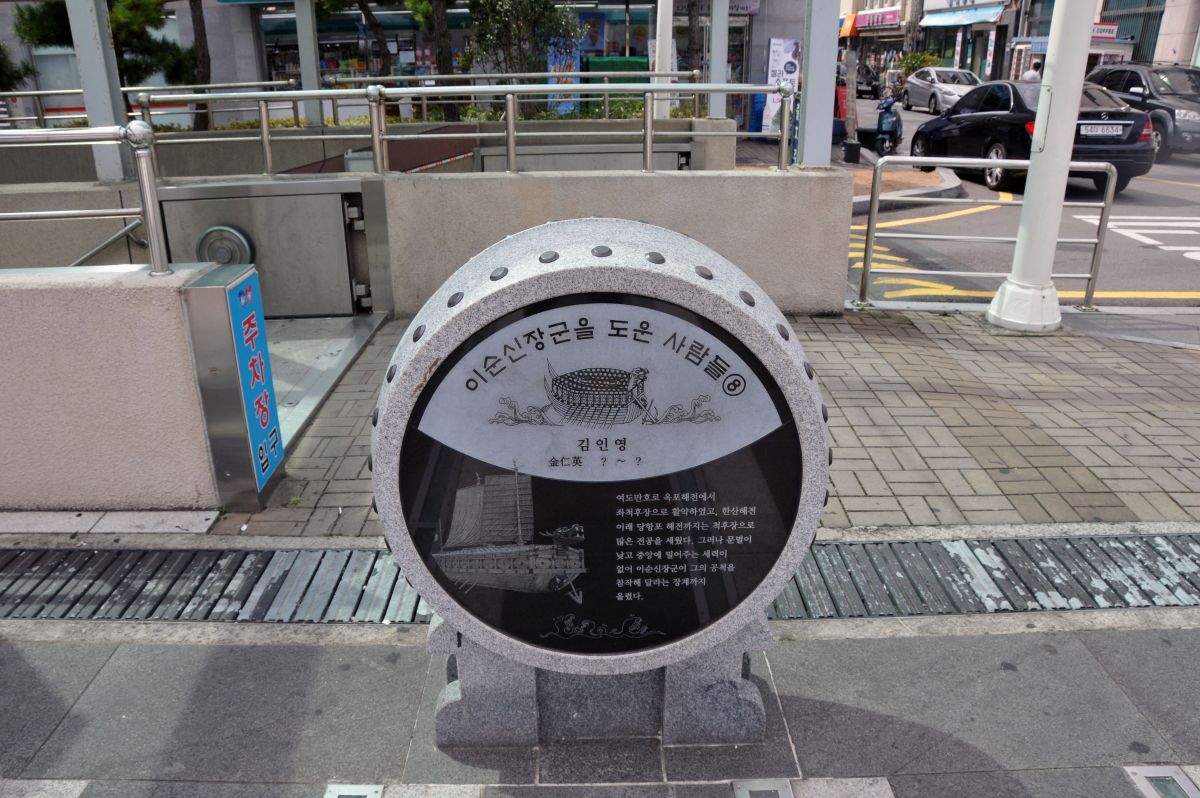 이순신장군을 도운 사람들⑧
김인영
金仁英 ? ~ ?
여도만호로 옥포해전에서
좌척후장으로 활약하였고, 한산해전
이래 당항포 해전까지는 척후장으로
많은 전공을 세웠다. 그러나 문벌이
낮고 중앙에 밀어주는 세력이
없어 이순신장군이 그의 공적을
참작해 달라는 장계까지
올렸다.
주차장
입구
COFFEE